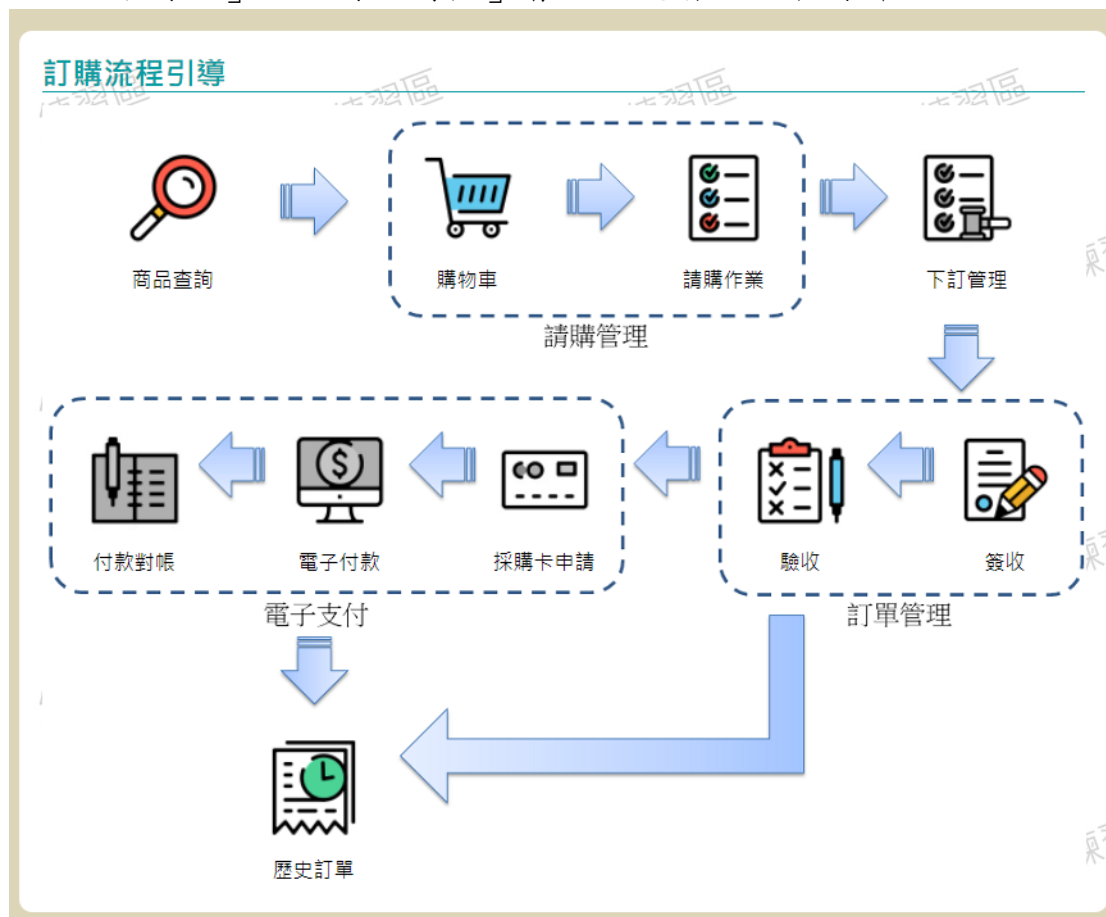 訂購流程引導
商品查詢
購物車
請購作業
下訂管理
請購管理
付款對帳
電子付款
採購卡申請
驗收
簽收
電子支付
訂單管理
歷史訂單